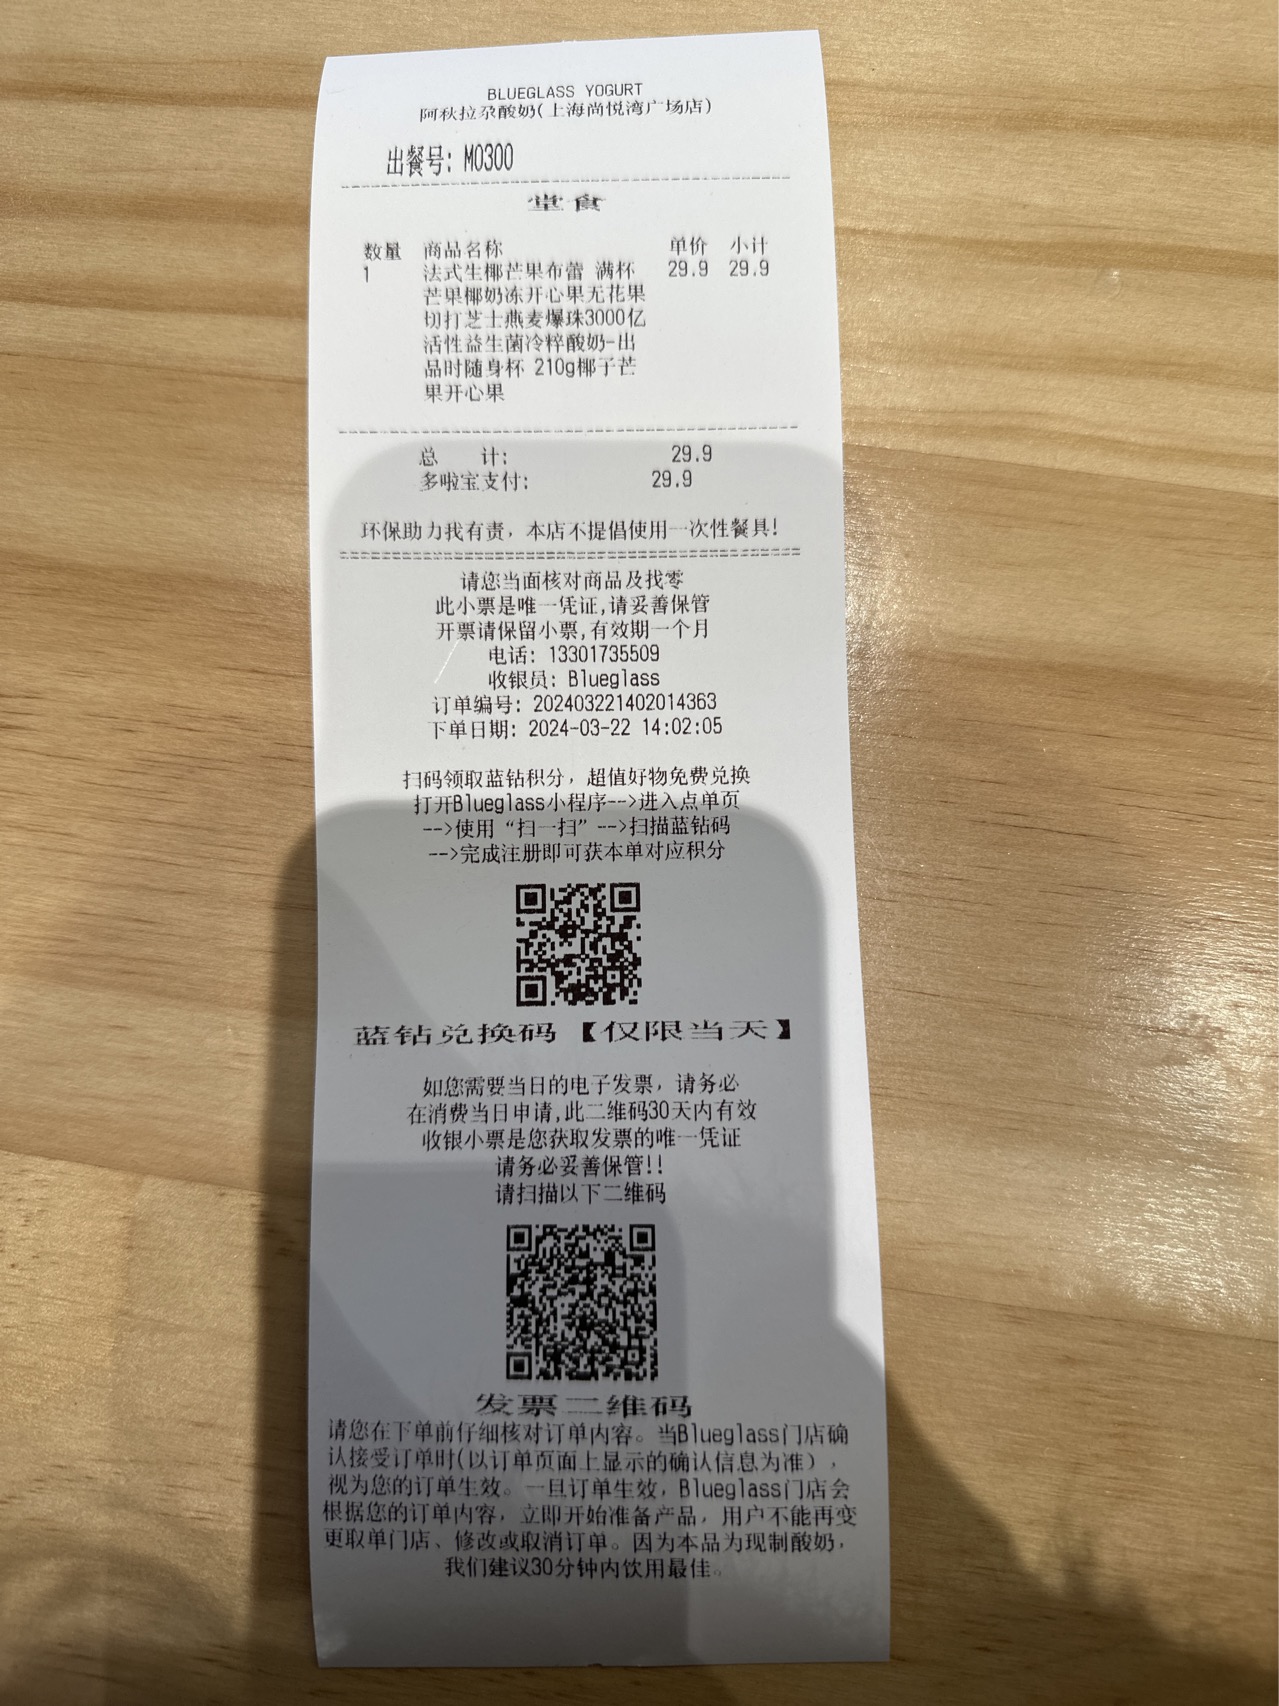 BLUEGLASS YOGURT
阿秋拉尕酸奶(上海尚悦湾广场店)
出餐号: MO300
堂食
数量 商品名称 单价 小计
1 法式生椰芒果布蕾 满杯 29.9 29.9
芒果椰奶冻开心果无花果
切打芝士燕麦爆珠3000亿
活性益生菌冷粹酸奶-出
品时随身杯 210g椰子芒
果开心果
总 计: 29.9
多啦宝支付: 29.9
环保助力我有责，本店不提倡使用一次性餐具!
请您当面核对商品及找零
此小票是唯一凭证,请妥善保管
开票请保留小票,有效期一个月
电话: 13301735509
收银员: Blueglass
订单编号: 202403221402014363
下单日期: 2024-03-22 14:02:05
扫码领取蓝钻积分，超值好物免费兑换
打开Blueglass小程序-->进入点单页
-->使用“扫一扫”-->扫描蓝钻码
-->完成注册即可获本单对应积分
蓝钻兑换码【仅限当天】
如您需要当日的电子发票，请务必
在消费当日申请,此二维码30天内有效
收银小票是您获取发票的唯一凭证
请务必妥善保管!!
请扫描以下二维码
发票二维码
请您在下单前仔细核对订单内容。当Blueglass门店确
认接受订单时(以订单页面上显示的确认信息为准)，
视为您的订单生效。一旦订单生效，Blueglass门店会
根据您的订单内容，立即开始准备产品，用户不能再变
更取单门店、修改或取消订单。因为本品为现制酸奶，
我们建议30分钟内饮用最佳。